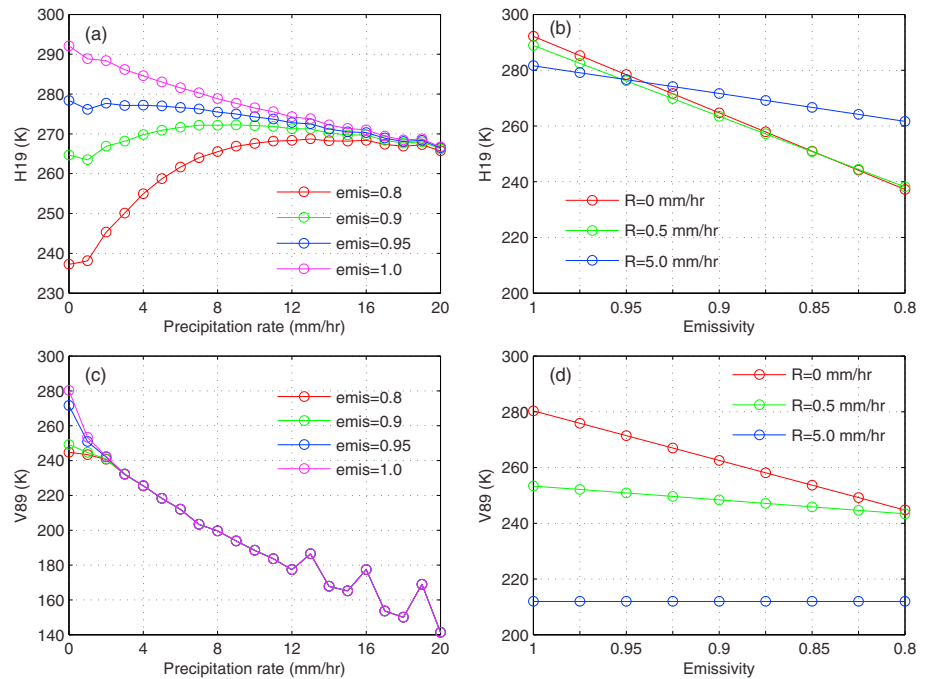 (a)
H19 (K)
300
290
280
270
260
250
240
230
0
4
8
12
16
20
Precipitation rate (mm/hr)
emis=0.8
emis=0.9
emis=0.95
emis=1.0
(b)
H19 (K)
300
280
260
240
220
200
1
0.95
0.9
0.85
0.8
Emissivity
R=0 mm/hr
R=0.5 mm/hr
R=5.0 mm/hr
(c)
V89 (K)
300
280
260
240
220
200
180
160
140
0
4
8
12
16
20
Precipitation rate (mm/hr)
emis=0.8
emis=0.9
emis=0.95
emis=1.0
(d)
V89 (K)
300
280
260
240
220
200
1
0.95
0.9
0.85
0.8
Emissivity
R=0 mm/hr
R=0.5 mm/hr
R=5.0 mm/hr